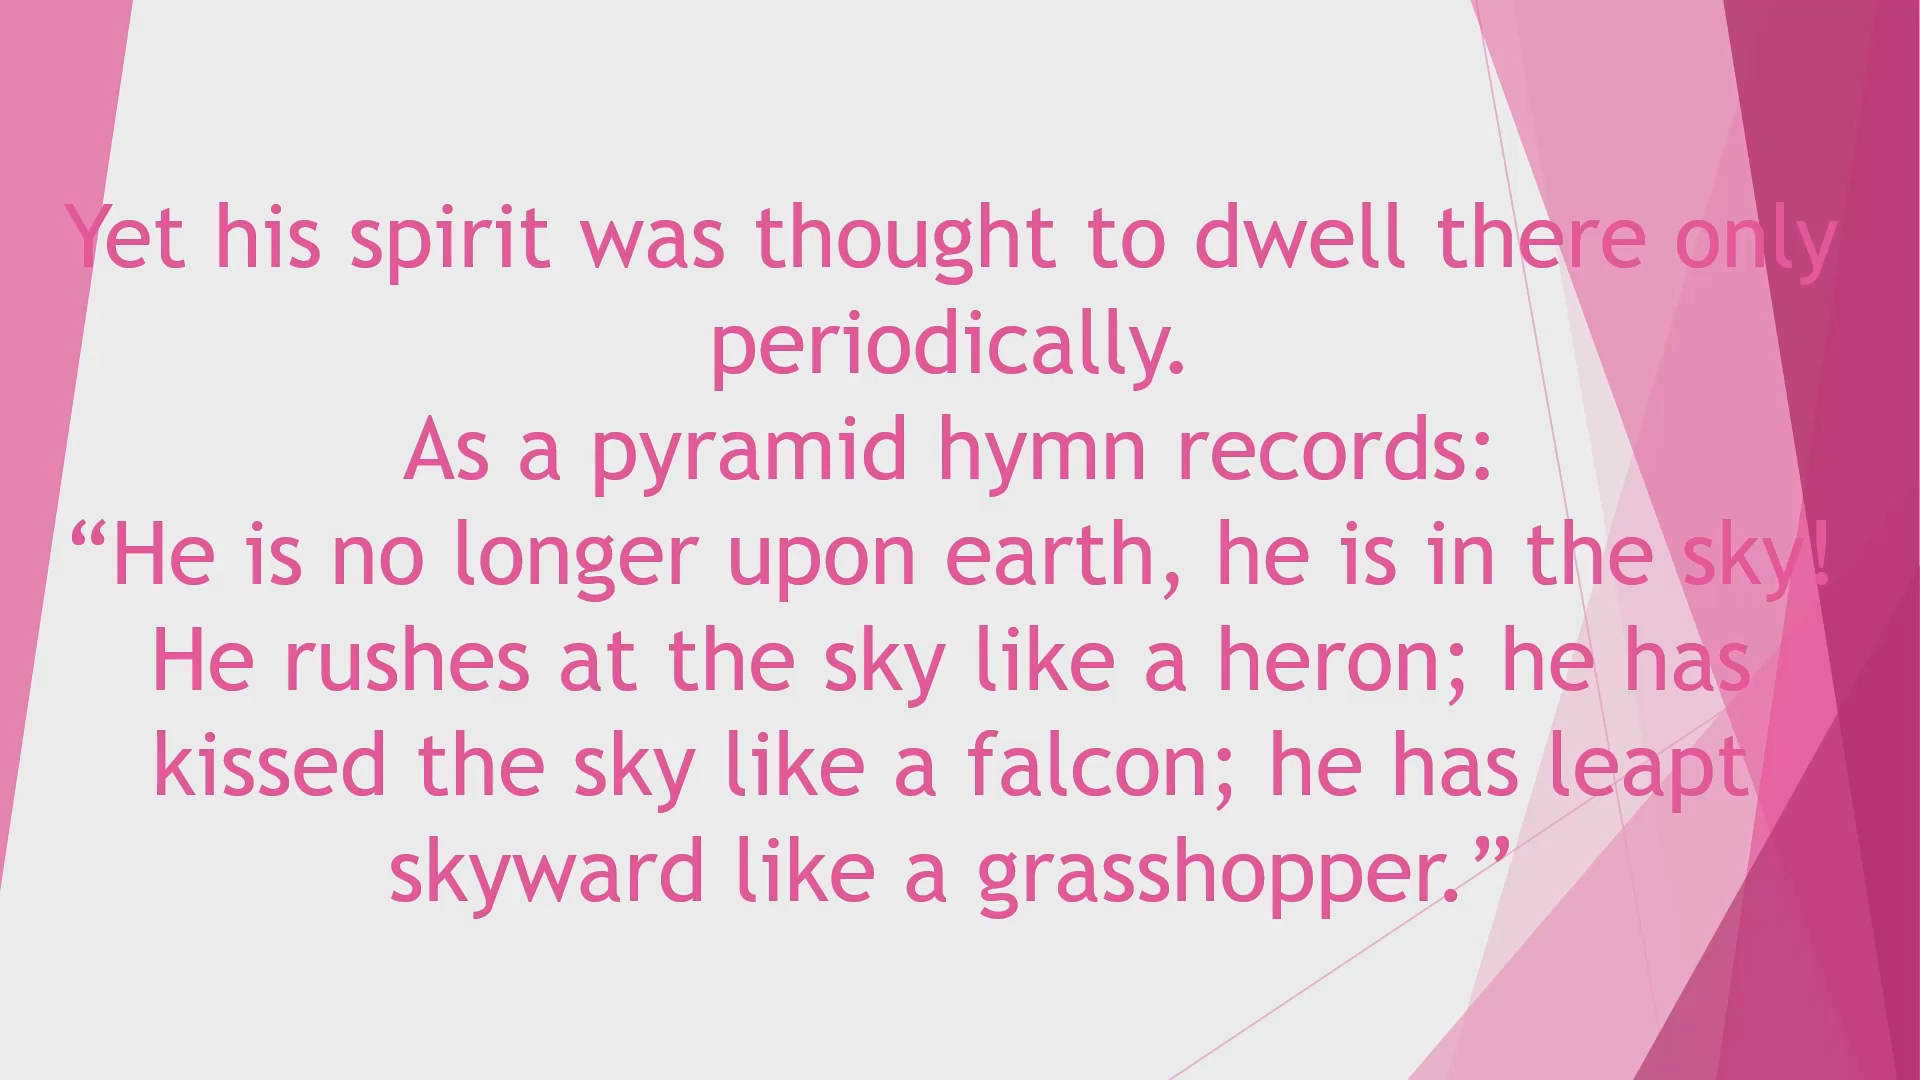 Yet his spirit was thought to dwell there only
periodically.
As a pyramid hymn records:
“He is no longer upon earth, he is in the sky!
He rushes at the sky like a heron; he has
kissed the sky like a falcon; he has leapt
skyward like a grasshopper.”